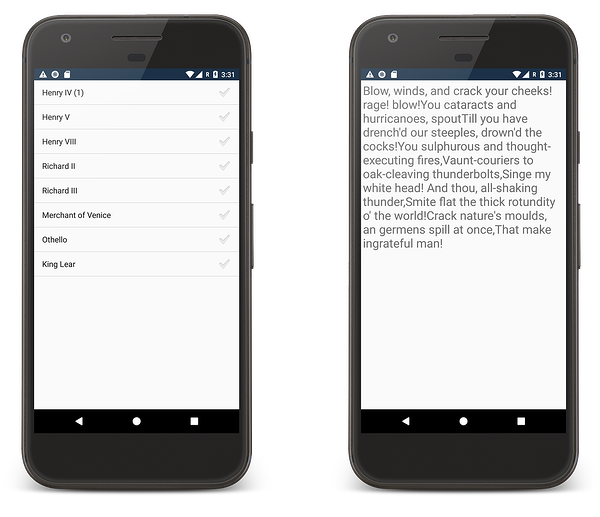 R 3:31
Henry IV (1)
Henry V
Henry VIII
Richard II
Richard III
Merchant of Venice
Othello
King Lear
R 3:31
Blow, winds, and crack your cheeks!
rage! blow!You cataracts and
hurricanoes, spoutTill you have
drench'd our steeples, drown'd the
cocks!You sulphurous and thought-
executing fires,Vaunt-couriers to
oak-cleaving thunderbolts,Singe my
white head! And thou, all-shaking
thunder,Smite flat the thick rotundity
o' the world!Crack nature's moulds,
an germens spill at once,That make
ingrateful man!